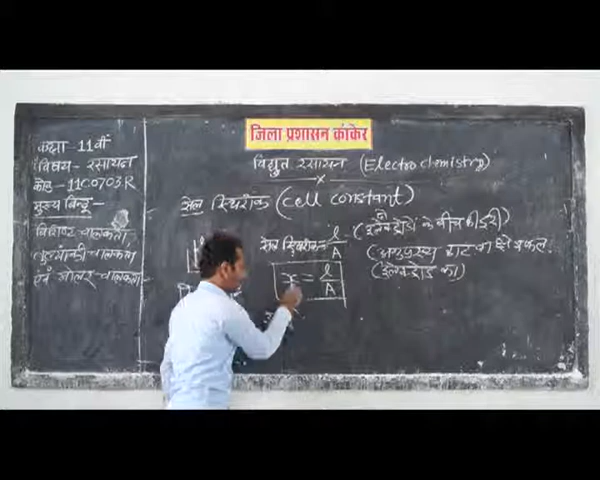 जिला प्रशासन कांकेर
कक्षा - 11वीं
विषय - रसायन
कोड - 11C0703R
मुख्य बिन्दु -
विशिष्ट चालकता,
तुल्यांकी चालकता
एवं मोलर चालकता
विद्युत रसायन (Electrochemistry)
सेल स्थिरांक (cell constant)
सेल स्थिरांक = l/A
l - (दो इलेक्ट्रोडों के बीच की दूरी)
(अनुप्रस्थ काट का क्षेत्रफल
(इलेक्ट्रोड का)
x = l/A